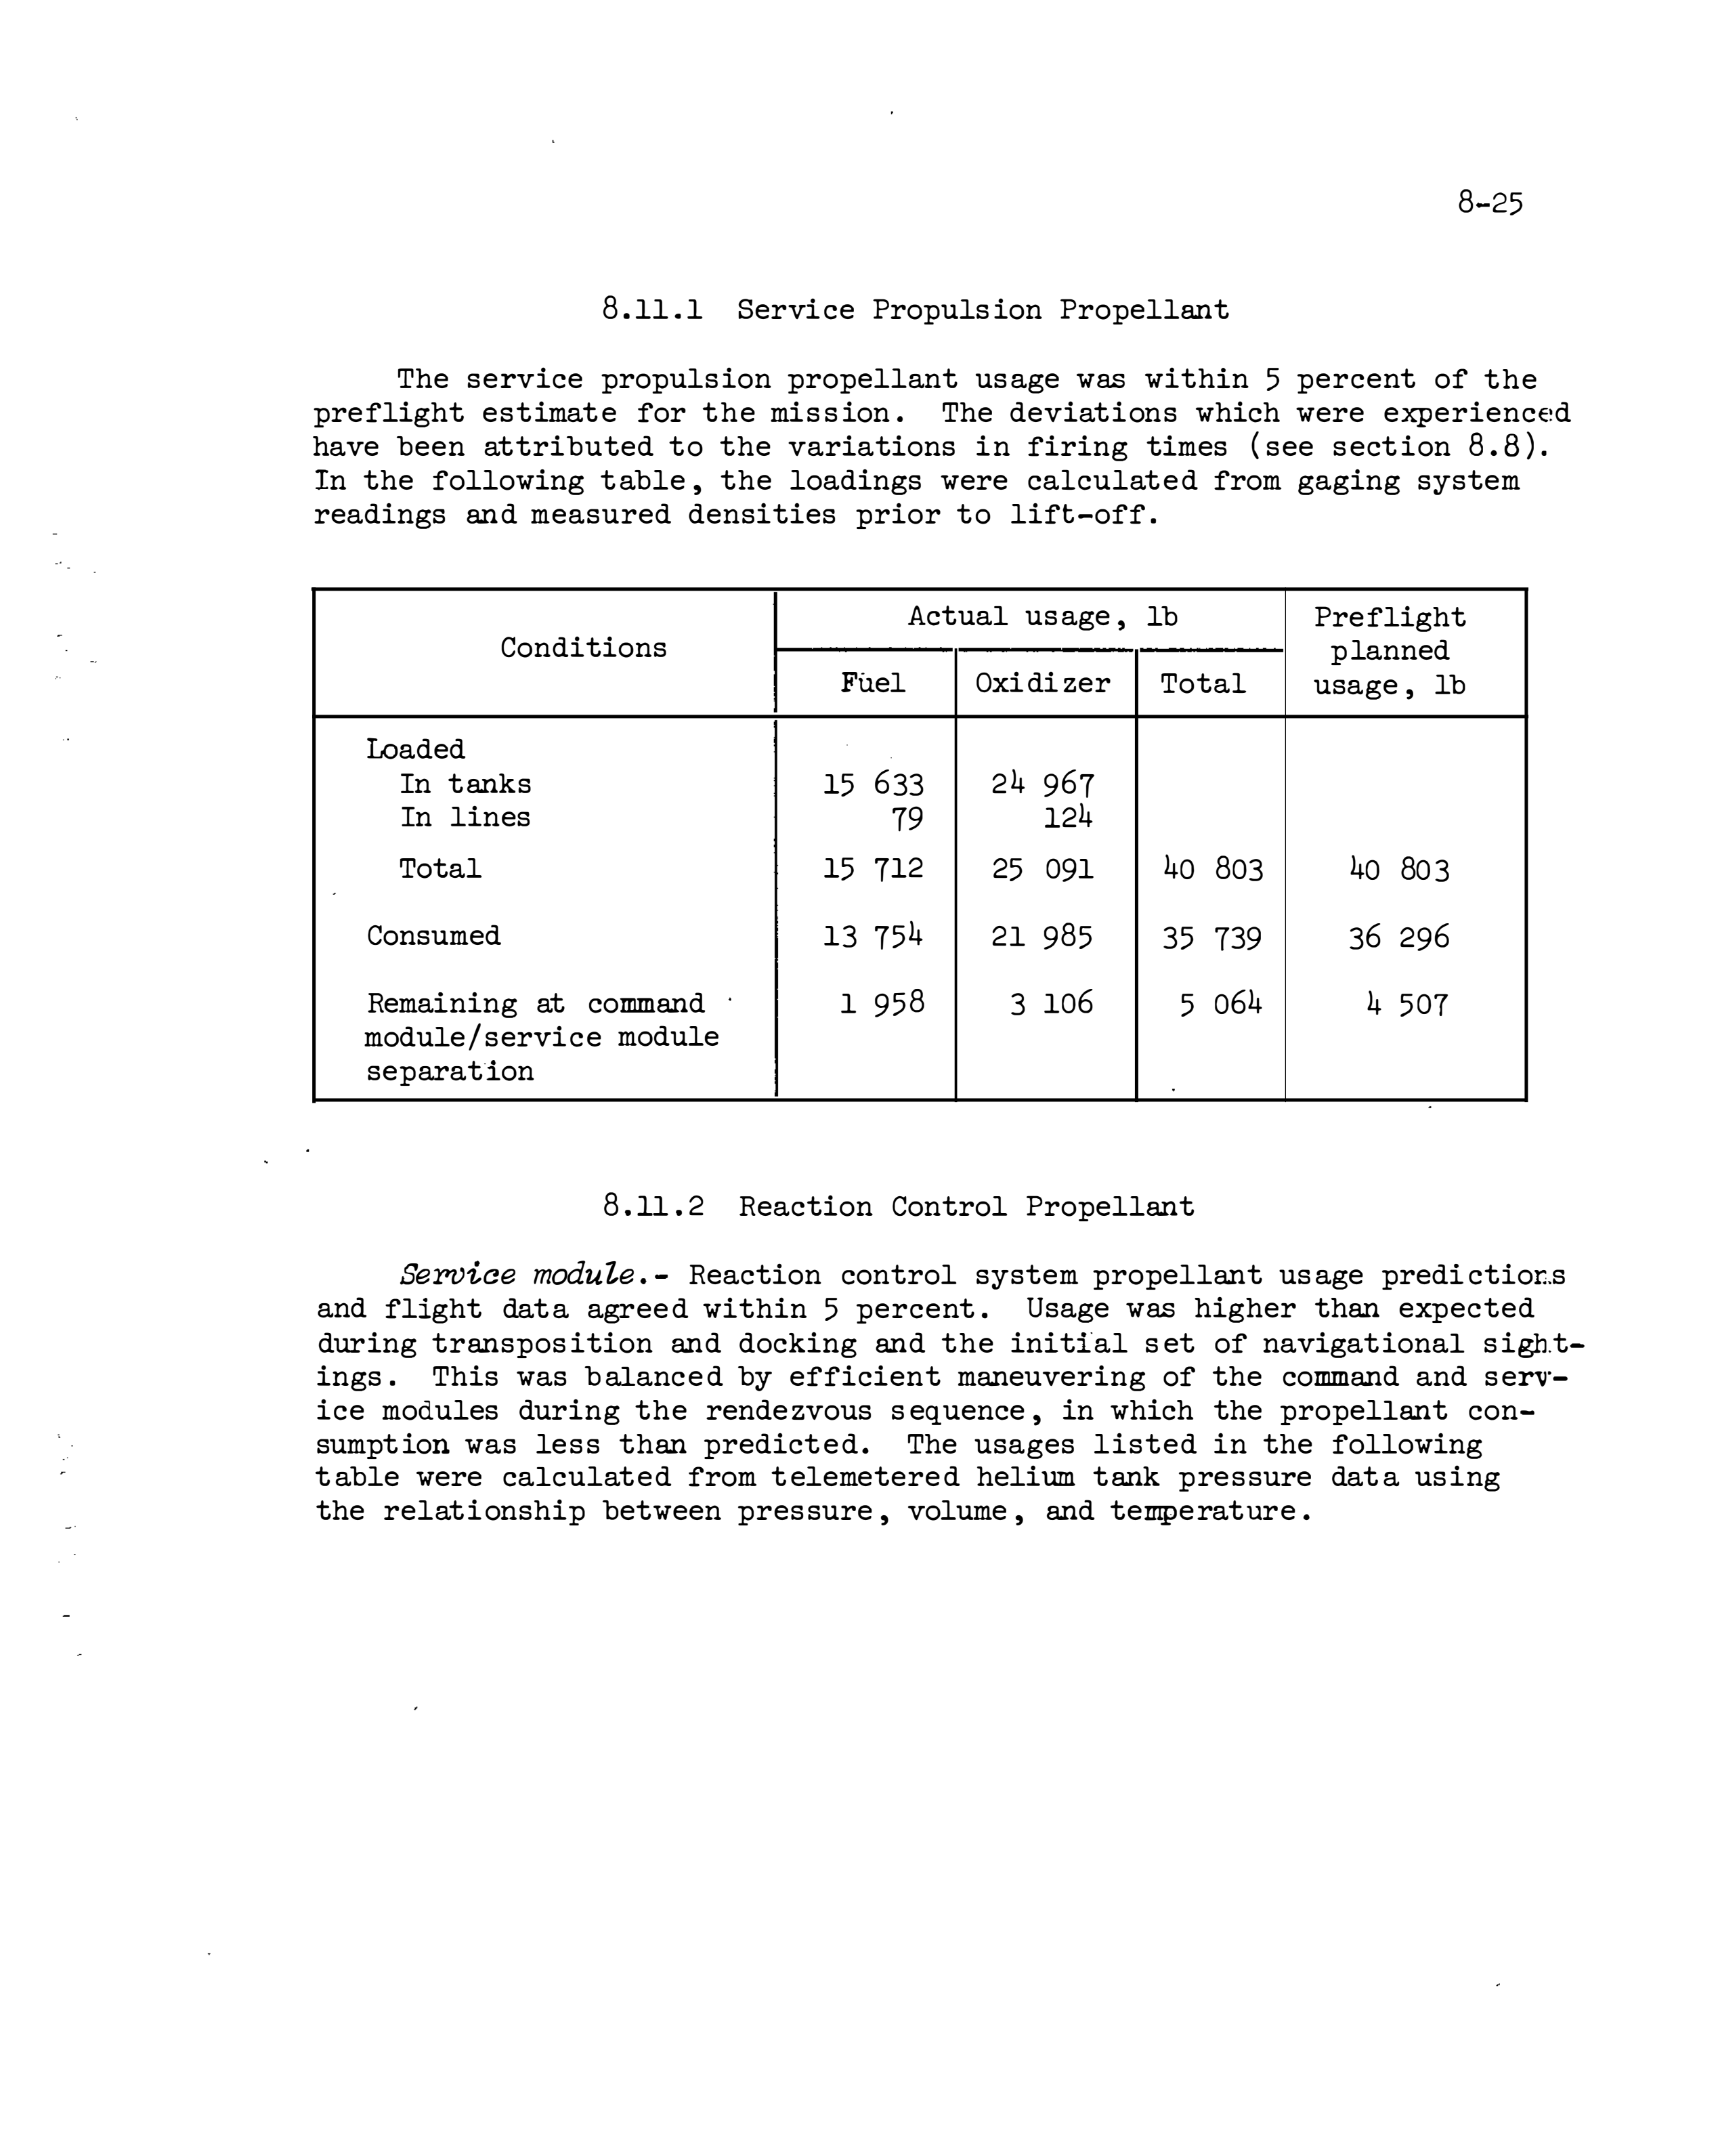 8-25
8.11.1 Service Propulsion Propellant
The service propulsion propellant usage was within 5 percent of the
preflight estimate for the mission. The deviations which were experienced
have been attributed to the variations in firing times (see section 8.8).
In the following table, the loadings were calculated from gaging system
readings and measured densities prior to lift-off.
Conditions
Actual usage, lb
Preflight
planned
usage, lb
Fuel Oxidizer Total
Loaded
In tanks 15 633 24 967
In lines 79 124
Total 15 712 25 091 40 803 40 803
Consumed 13 754 21 985 35 739 36 296
Remaining at command 1 958 3 106 5 064 4 507
module/service module
separation
8.11.2 Reaction Control Propellant
Service module.- Reaction control system propellant usage predictions
and flight data agreed within 5 percent. Usage was higher than expected
during transposition and docking and the initial set of navigational sight-
ings. This was balanced by efficient maneuvering of the command and serv-
ice modules during the rendezvous sequence, in which the propellant con-
sumption was less than predicted. The usages listed in the following
table were calculated from telemetered helium tank pressure data using
the relationship between pressure, volume, and temperature.